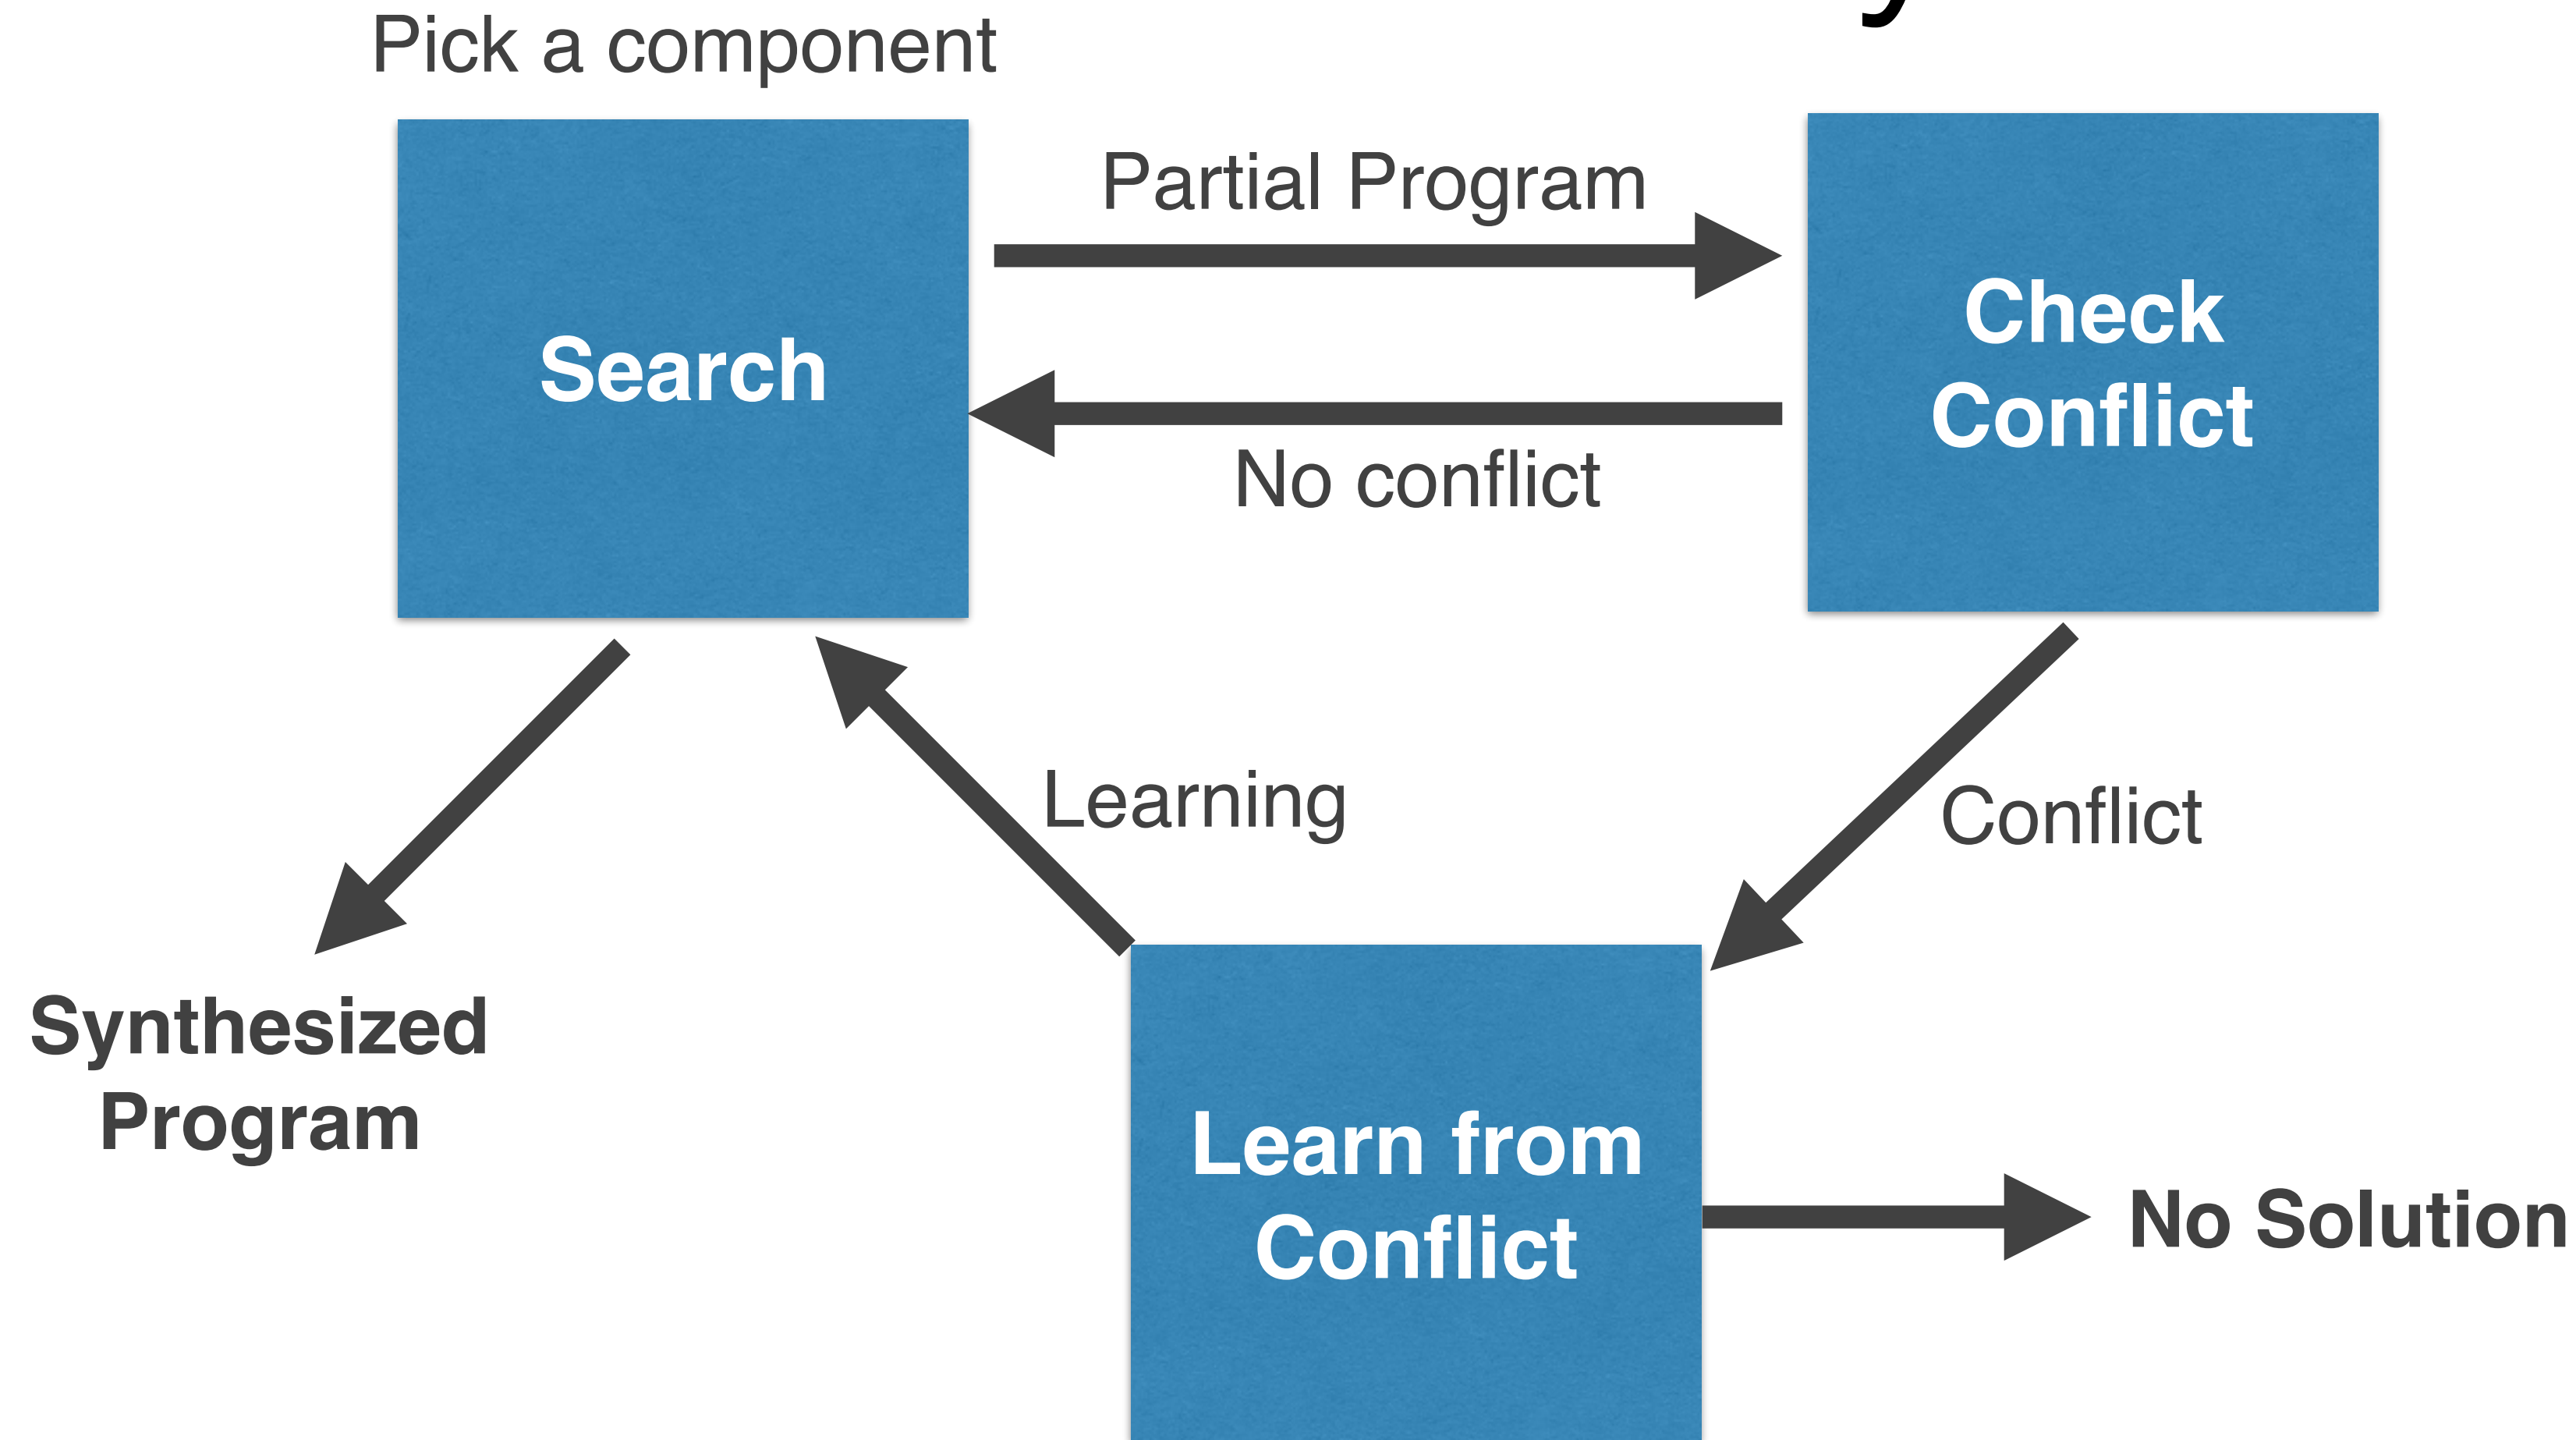 Pick a component
Partial Program
Search
Check
Conflict
No conflict
Learning
Conflict
Synthesized
Program
Learn from
Conflict
No Solution